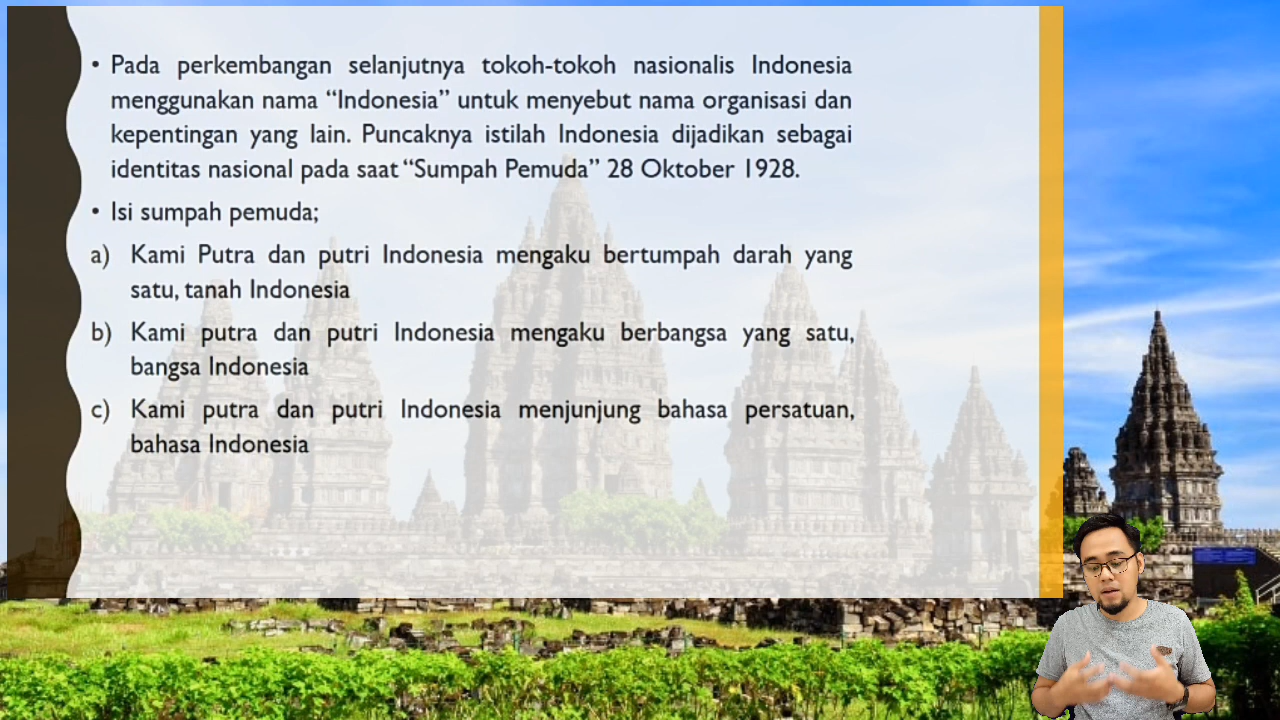 • Pada perkembangan selanjutnya tokoh-tokoh nasionalis Indonesia
menggunakan nama “Indonesia” untuk menyebut nama organisasi dan
kepentingan yang lain. Puncaknya istilah Indonesia dijadikan sebagai
identitas nasional pada saat “Sumpah Pemuda” 28 Oktober 1928.
• Isi sumpah pemuda;
a) Kami Putra dan putri Indonesia mengaku bertumpah darah yang
satu, tanah Indonesia
b) Kami putra dan putri Indonesia mengaku berbangsa yang satu,
bangsa Indonesia
c) Kami putra dan putri Indonesia menjunjung bahasa persatuan,
bahasa Indonesia